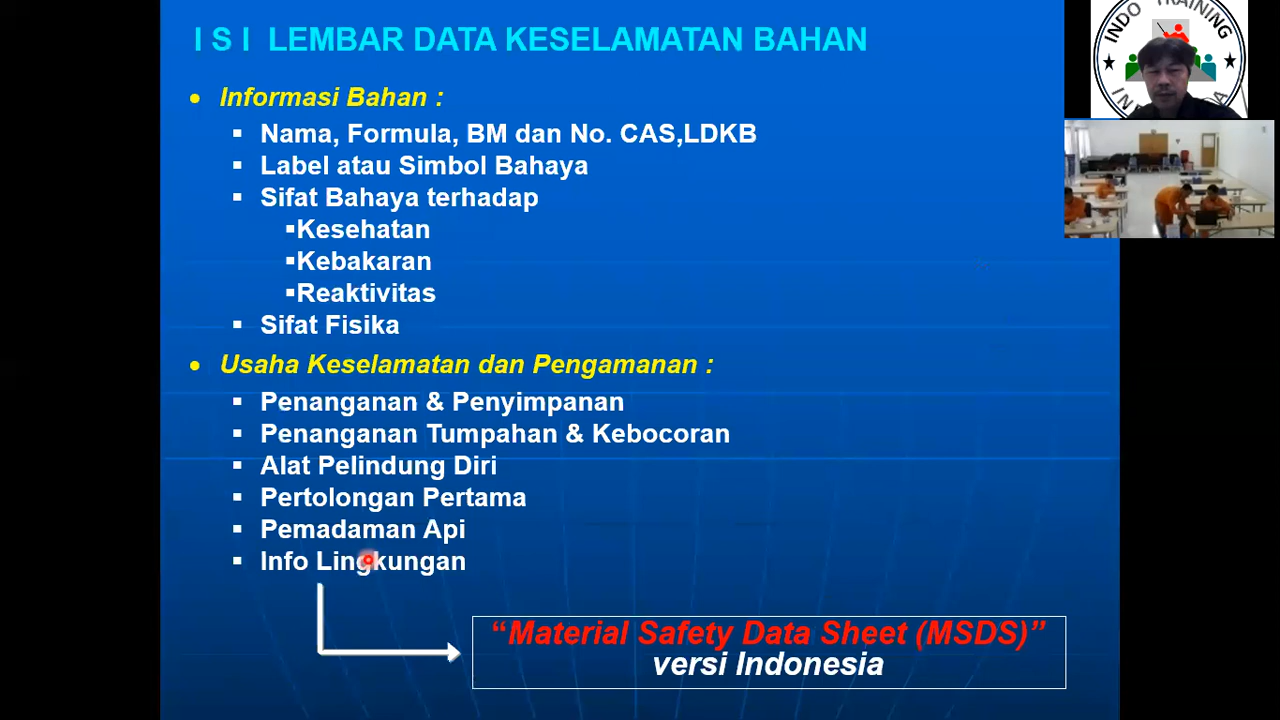 I S I LEMBAR DATA KESELAMATAN BAHAN
• Informasi Bahan :
▪ Nama, Formula, BM dan No. CAS,LDKB
▪ Label atau Simbol Bahaya
▪ Sifat Bahaya terhadap
▪Kesehatan
▪Kebakaran
▪Reaktivitas
▪ Sifat Fisika
• Usaha Keselamatan dan Pengamanan :
▪ Penanganan & Penyimpanan
▪ Penanganan Tumpahan & Kebocoran
▪ Alat Pelindung Diri
▪ Pertolongan Pertama
▪ Pemadaman Api
▪ Info Lingkungan
“Material Safety Data Sheet (MSDS)”
versi Indonesia
INDO TRAINING